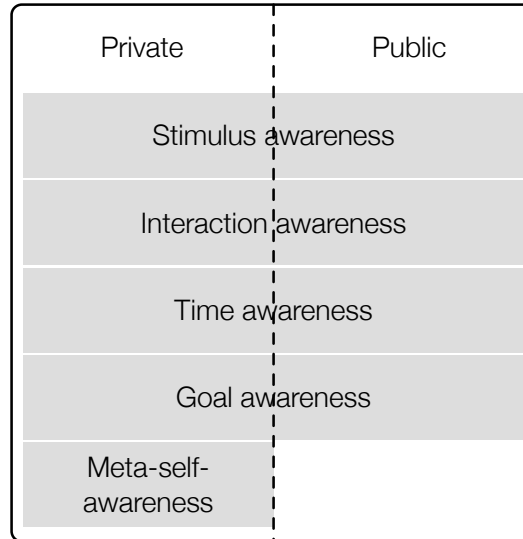 Private Public
Stimulus awareness
Interaction awareness
Time awareness
Goal awareness
Meta-self-
awareness